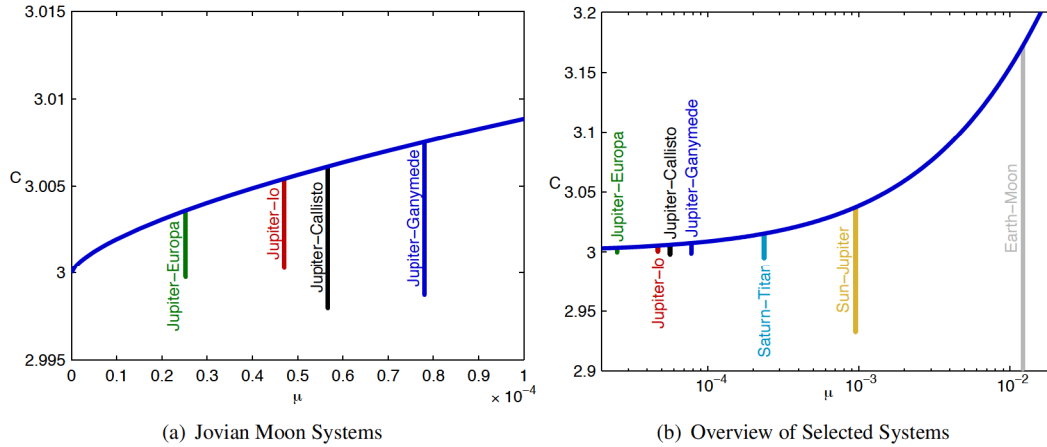 3.015
3.01
C
3.005
3
2.995
Jupiter–Europa
Jupiter–Io
Jupiter–Callisto
Jupiter–Ganymede
0 0.1 0.2 0.3 0.4 0.5 0.6 0.7 0.8 0.9 1
μ
× 10⁻⁴
(a) Jovian Moon Systems
3.2
3.15
3.1
C
3.05
3
2.95
2.9
Jupiter–Europa
Jupiter–Io
Jupiter–Callisto
Jupiter–Ganymede
Saturn–Titan
Sun–Jupiter
Earth–Moon
10⁻⁴ 10⁻³ 10⁻²
μ
(b) Overview of Selected Systems